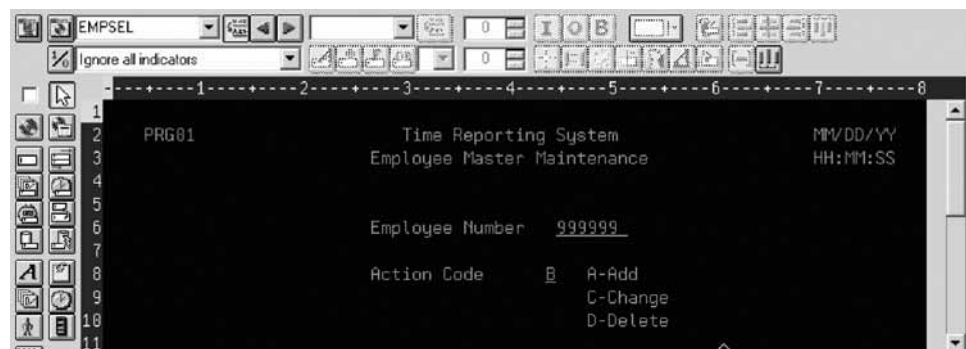 EMPSEL
0 I O B
Ignore all indicators
0
----+----1----+----2----+----3----+----4----+----5----+----6----+----7----+----8
1
2 PRG01 Time Reporting System MM/DD/YY
3 Employee Master Maintenance HH:MM:SS
4
5
6 Employee Number 999999
7
8 Action Code B A-Add
9 C-Change
10 D-Delete
11